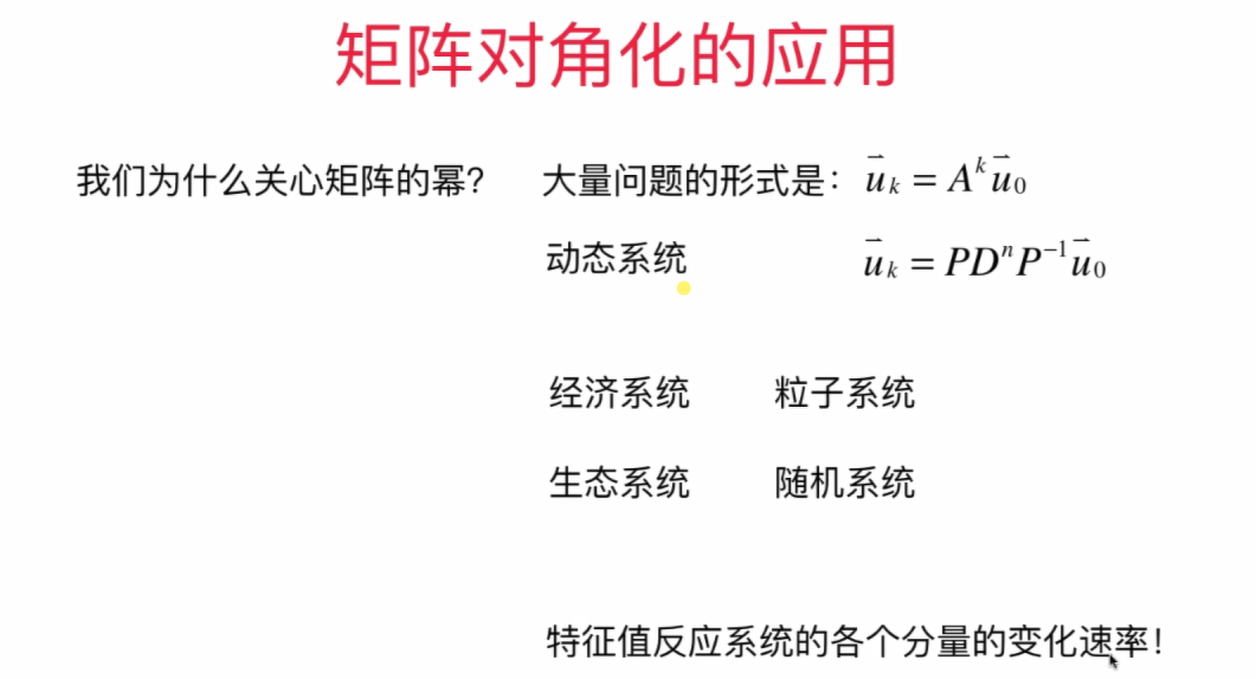 矩阵对角化的应用
我们为什么关心矩阵的幂？ 大量问题的形式是： $\vec{u}_k = A^k \vec{u}_0$
动态系统 $\vec{u}_k = PD^nP^{-1}\vec{u}_0$
经济系统 粒子系统
生态系统 随机系统
特征值反应系统的各个分量的变化速率！